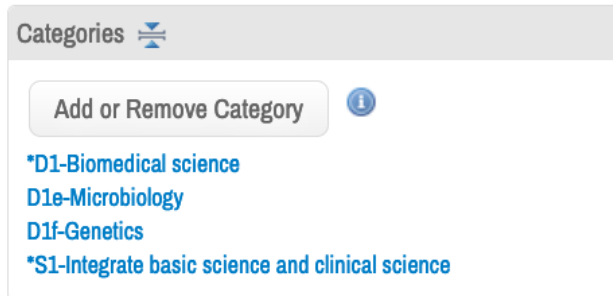 Categories
Add or Remove Category
*D1-Biomedical science
D1e-Microbiology
D1f-Genetics
*S1-Integrate basic science and clinical science